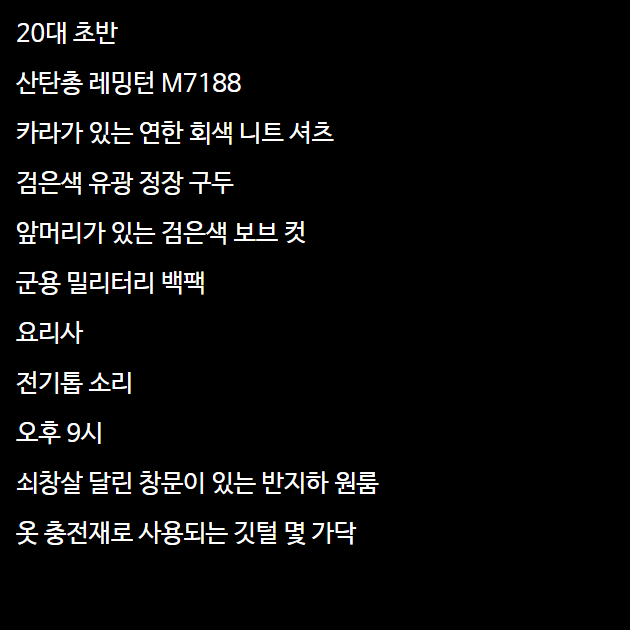 20대 초반
산탄총 레밍턴 M7188
카라가 있는 연한 회색 니트 셔츠
검은색 유광 정장 구두
앞머리가 있는 검은색 보브 컷
군용 밀리터리 백팩
요리사
전기톱 소리
오후 9시
쇠창살 달린 창문이 있는 반지하 원룸
옷 충전재로 사용되는 깃털 몇 가닥